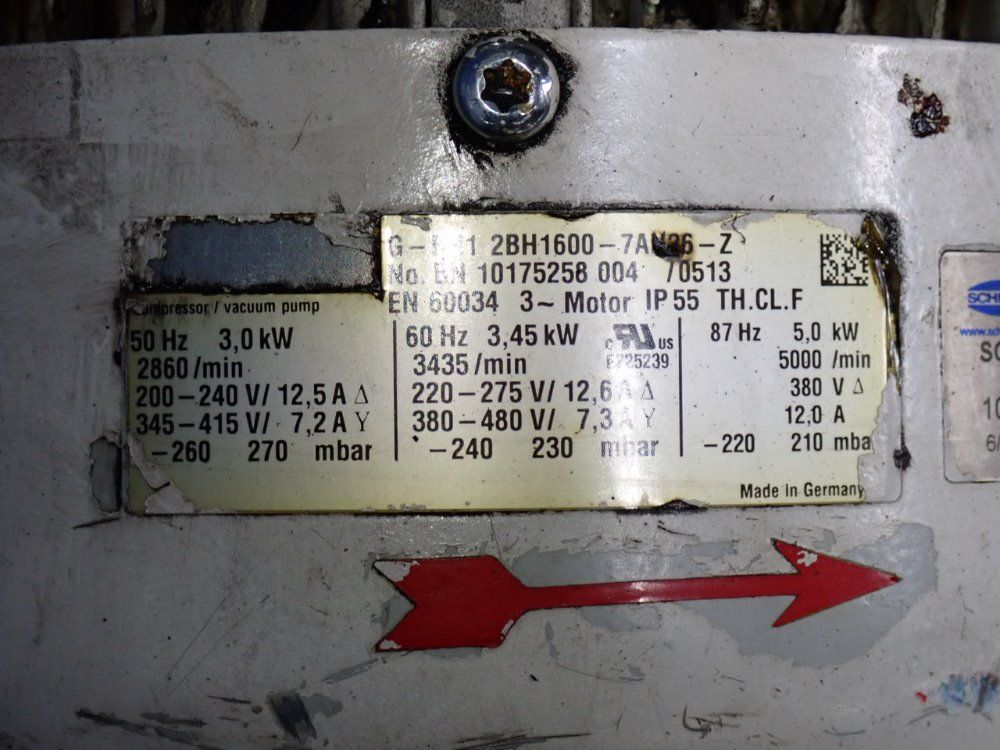 2BH1600 – – Z
No. BN 10175258 004 70513
EN 60034 3~ Motor IP 55 TH.CL.F
/ vacuum pump
50 Hz 3,0 kW
2860 /min
200 – 240 V/ 12,5 A Δ
345 – 415 V/ 7,2 A Y
–260 270 mbar
60 Hz 3,45 kW
c US
E225239
3435 /min
220 – 275 V/ 12,6 A Δ
380 – 480 V/ 7,3 A Y
–240 230 mbar
87 Hz 5,0 kW
5000 /min
380 V Δ
12,0 A
–220 210 mba
Made in Germany